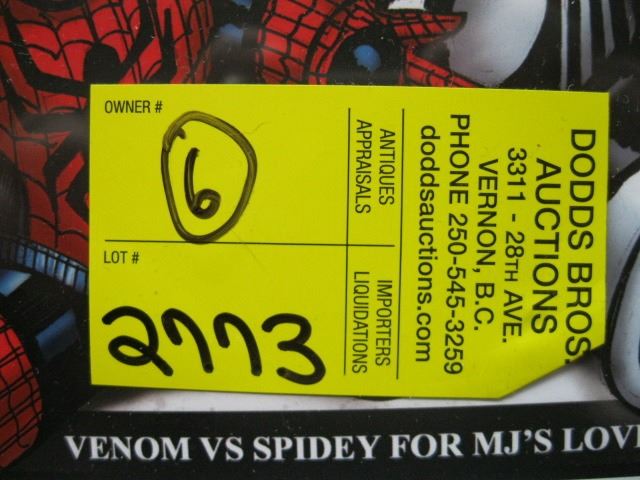 OWNER #
6
LOT #
2773
ANTIQUES
APPRAISALS
IMPORTERS
LIQUIDATIONS
DODDS BROS.
AUCTIONS
3311 - 28TH AVE.
VERNON, B.C.
PHONE 250-545-3259
doddsauctions.com
VENOM VS SPIDEY FOR MJ'S LOVE